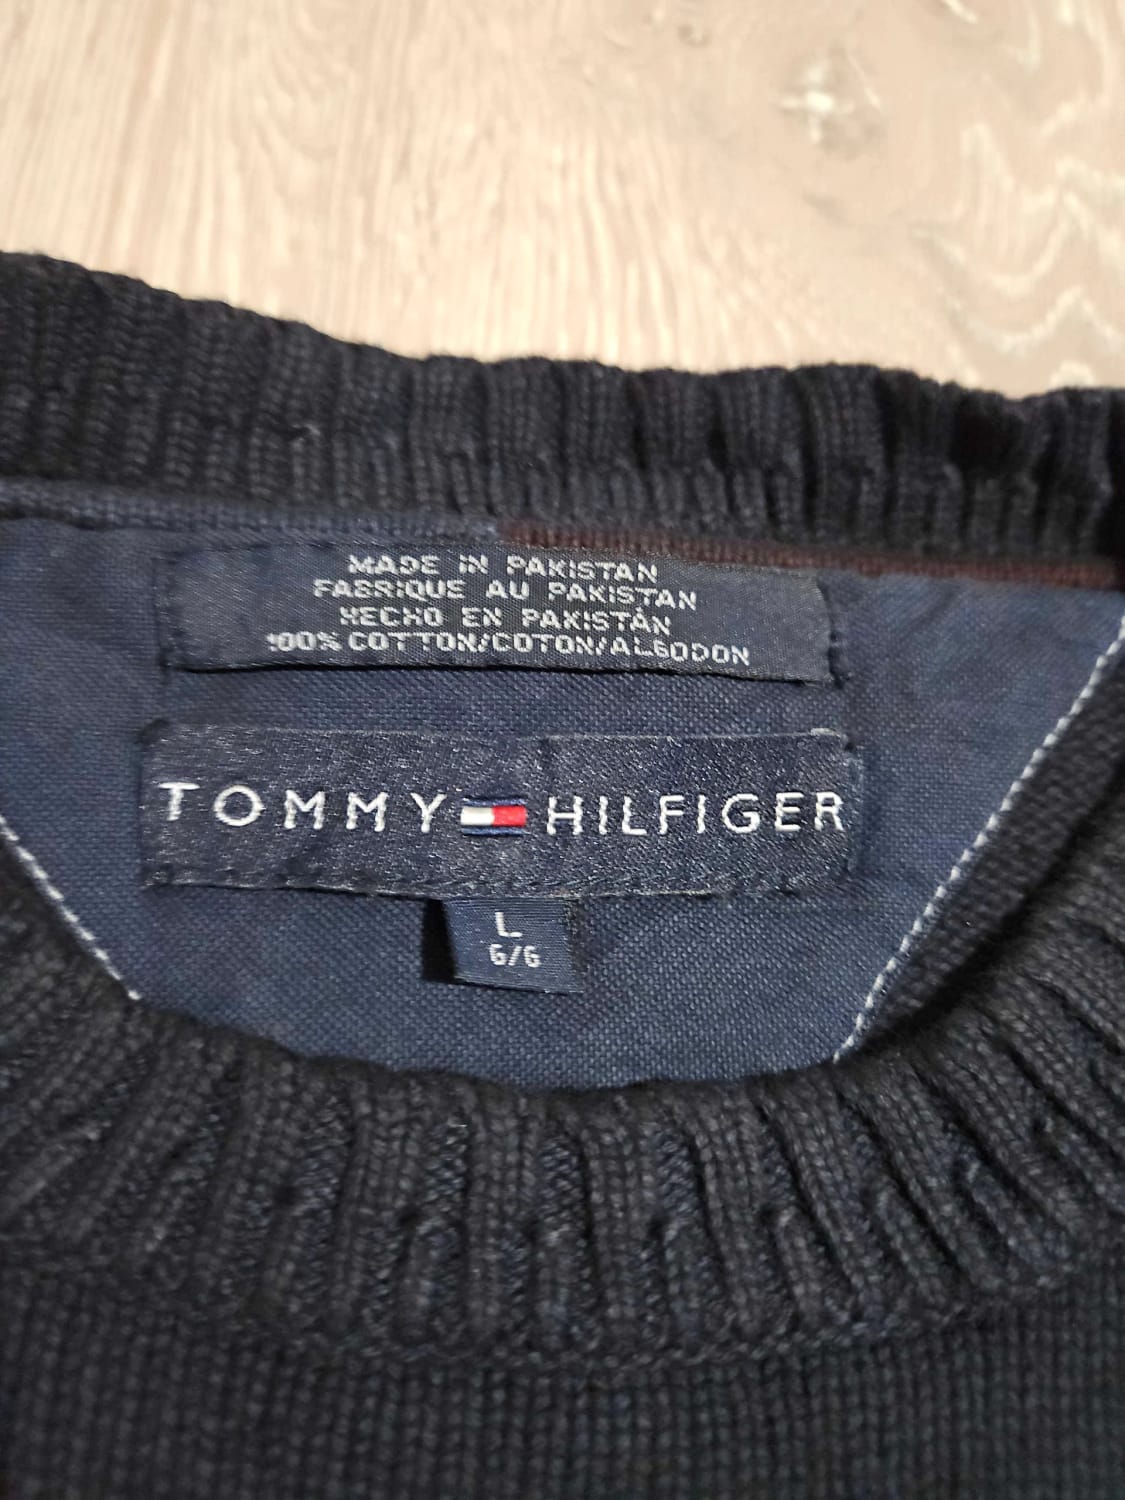 MADE IN PAKISTAN
FABRIQUE AU PAKISTAN
HECHO EN PAKISTÁN
100% COTTON/COTON/ALGODON
TOMMY HILFIGER
L
G/G